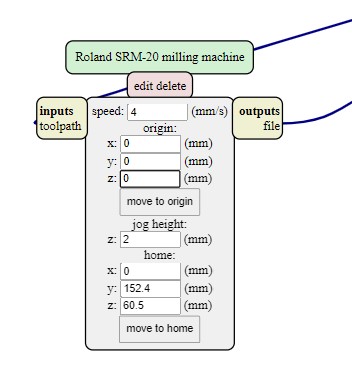 Roland SRM-20 milling machine
edit delete
inputs
toolpath
speed: 4 (mm/s)
origin:
x: 0 (mm)
y: 0 (mm)
z: 0 (mm)
move to origin
jog height:
z: 2 (mm)
home:
x: 0 (mm)
y: 152.4 (mm)
z: 60.5 (mm)
move to home
outputs
file